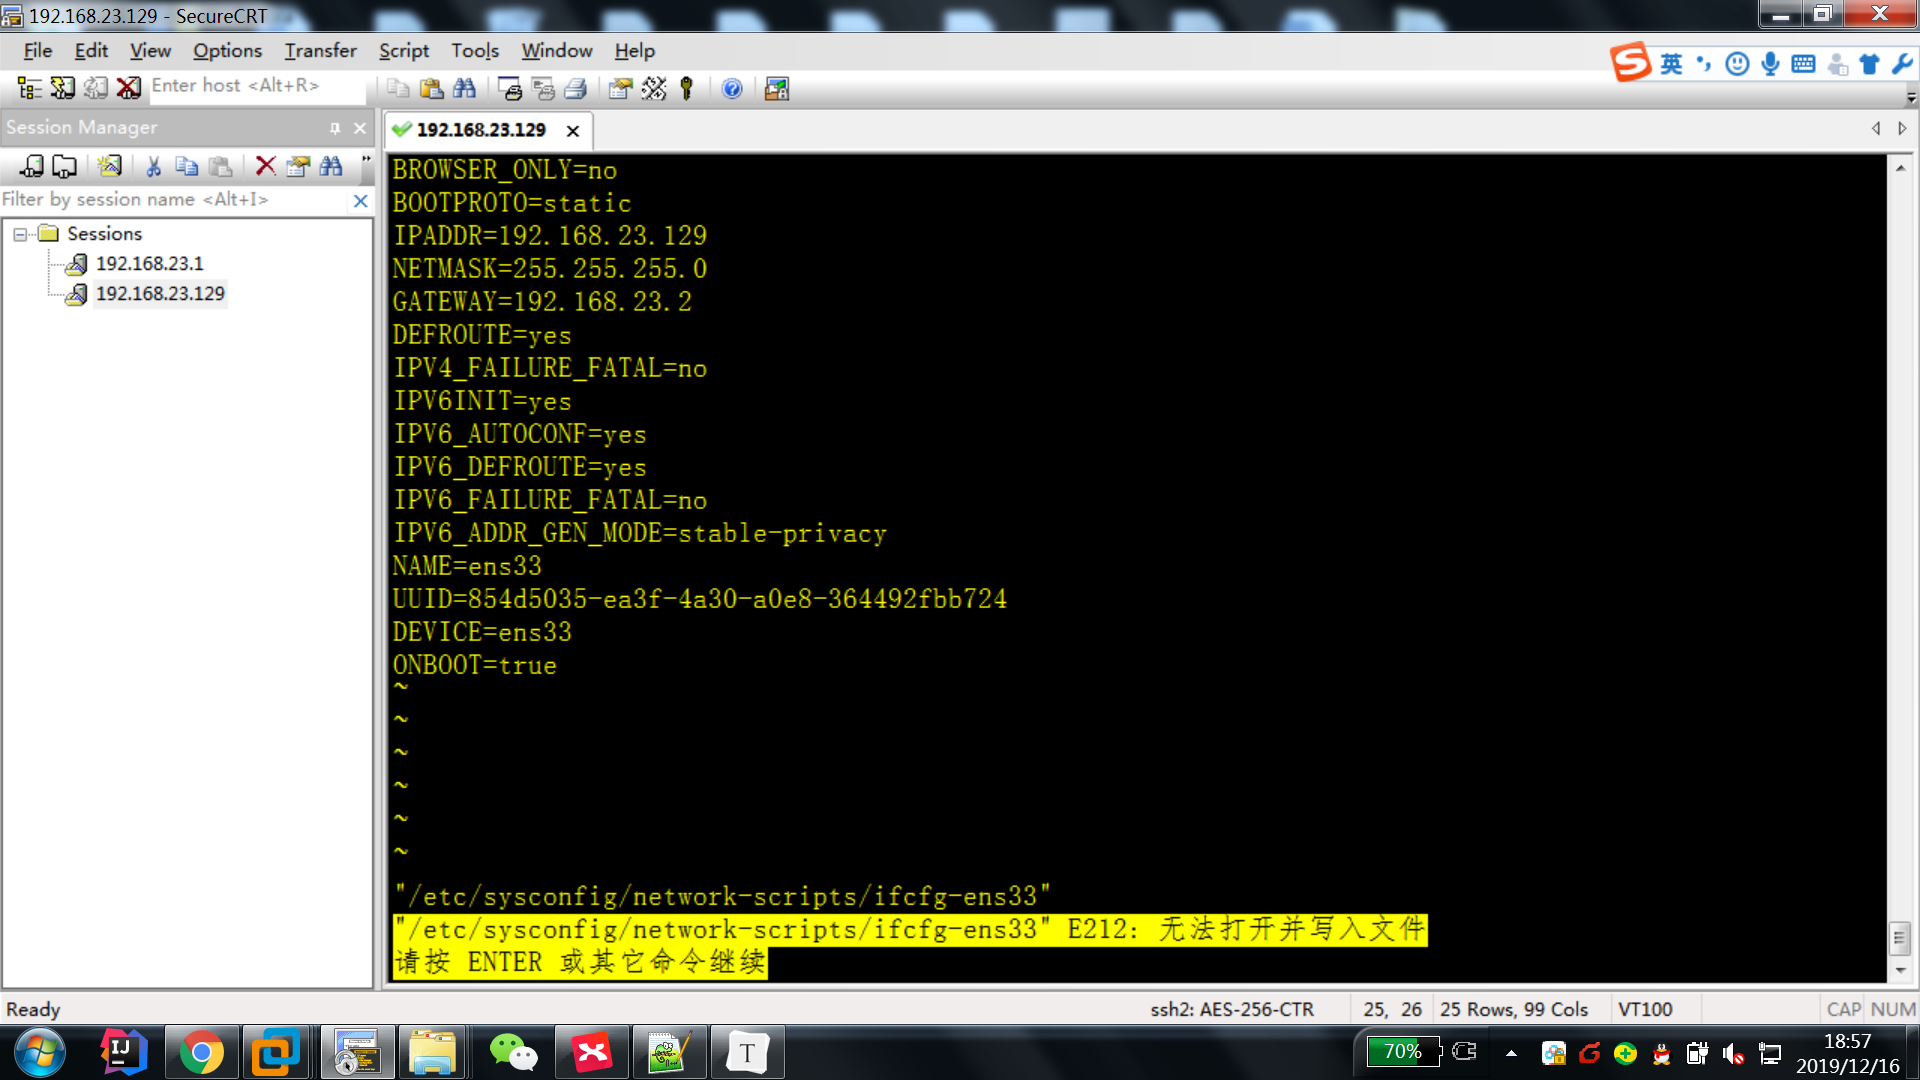 192.168.23.129 - SecureCRT
File Edit View Options Transfer Script Tools Window Help
英
Enter host <Alt+R>
Session Manager
192.168.23.129
Filter by session name <Alt+I>
Sessions
192.168.23.1
192.168.23.129
BROWSER_ONLY=no
BOOTPROTO=static
IPADDR=192.168.23.129
NETMASK=255.255.255.0
GATEWAY=192.168.23.2
DEFROUTE=yes
IPV4_FAILURE_FATAL=no
IPV6INIT=yes
IPV6_AUTOCONF=yes
IPV6_DEFROUTE=yes
IPV6_FAILURE_FATAL=no
IPV6_ADDR_GEN_MODE=stable-privacy
NAME=ens33
UUID=854d5035-ea3f-4a30-a0e8-364492fbb724
DEVICE=ens33
ONBOOT=true
~
~
~
~
~
~
"/etc/sysconfig/network-scripts/ifcfg-ens33"
"/etc/sysconfig/network-scripts/ifcfg-ens33" E212: 无法打开并写入文件
请按 ENTER 或其它命令继续
Ready ssh2: AES-256-CTR 25, 26 25 Rows, 99 Cols VT100 CAP NUM
IJ
T
70%
18:57
2019/12/16